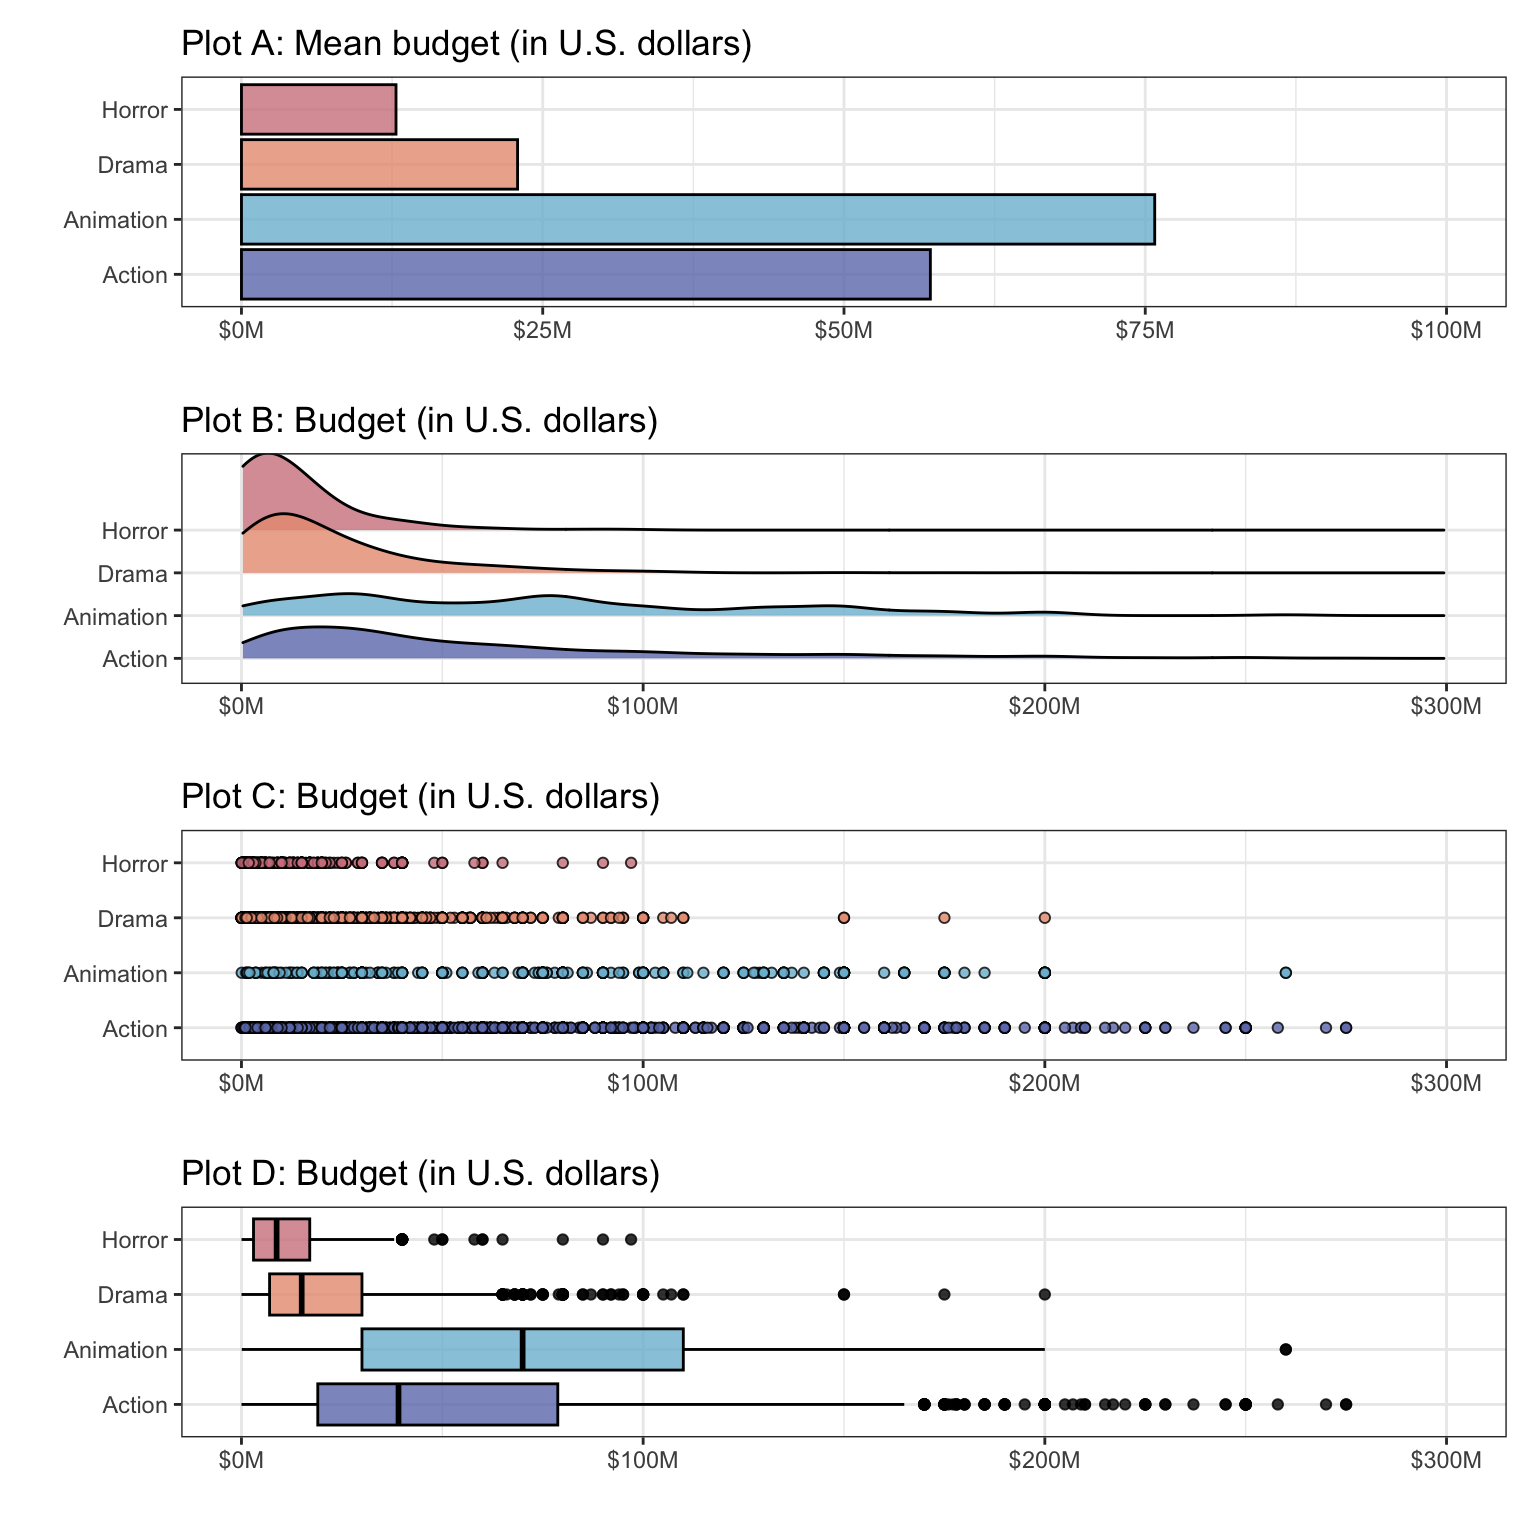 Plot A: Mean budget (in U.S. dollars)
Horror
Drama
Animation
Action
$0M $25M $50M $75M $100M
Plot B: Budget (in U.S. dollars)
Horror
Drama
Animation
Action
$0M $100M $200M $300M
Plot C: Budget (in U.S. dollars)
Horror
Drama
Animation
Action
$0M $100M $200M $300M
Plot D: Budget (in U.S. dollars)
Horror
Drama
Animation
Action
$0M $100M $200M $300M